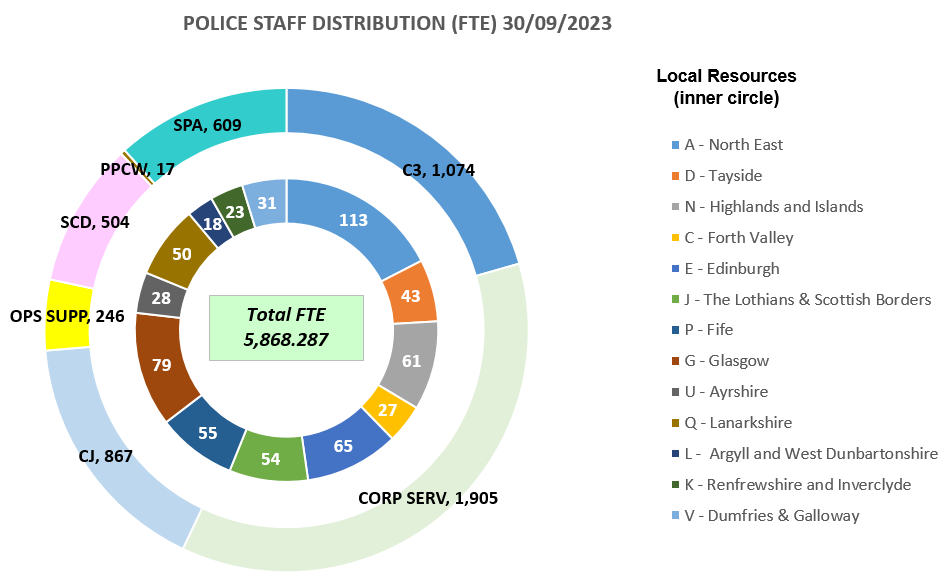 POLICE STAFF DISTRIBUTION (FTE) 30/09/2023
SPA, 609
C3, 1,074
PPCW, 17
SCD, 504
OPS SUPP, 246
CJ, 867
CORP SERV, 1,905
113
43
61
27
65
54
55
79
28
50
18
23
31
Total FTE
5,868.287
Local Resources
(inner circle)
A - North East
D - Tayside
N - Highlands and Islands
C - Forth Valley
E - Edinburgh
J - The Lothians & Scottish Borders
P - Fife
G - Glasgow
U - Ayrshire
Q - Lanarkshire
L - Argyll and West Dunbartonshire
K - Renfrewshire and Inverclyde
V - Dumfries & Galloway